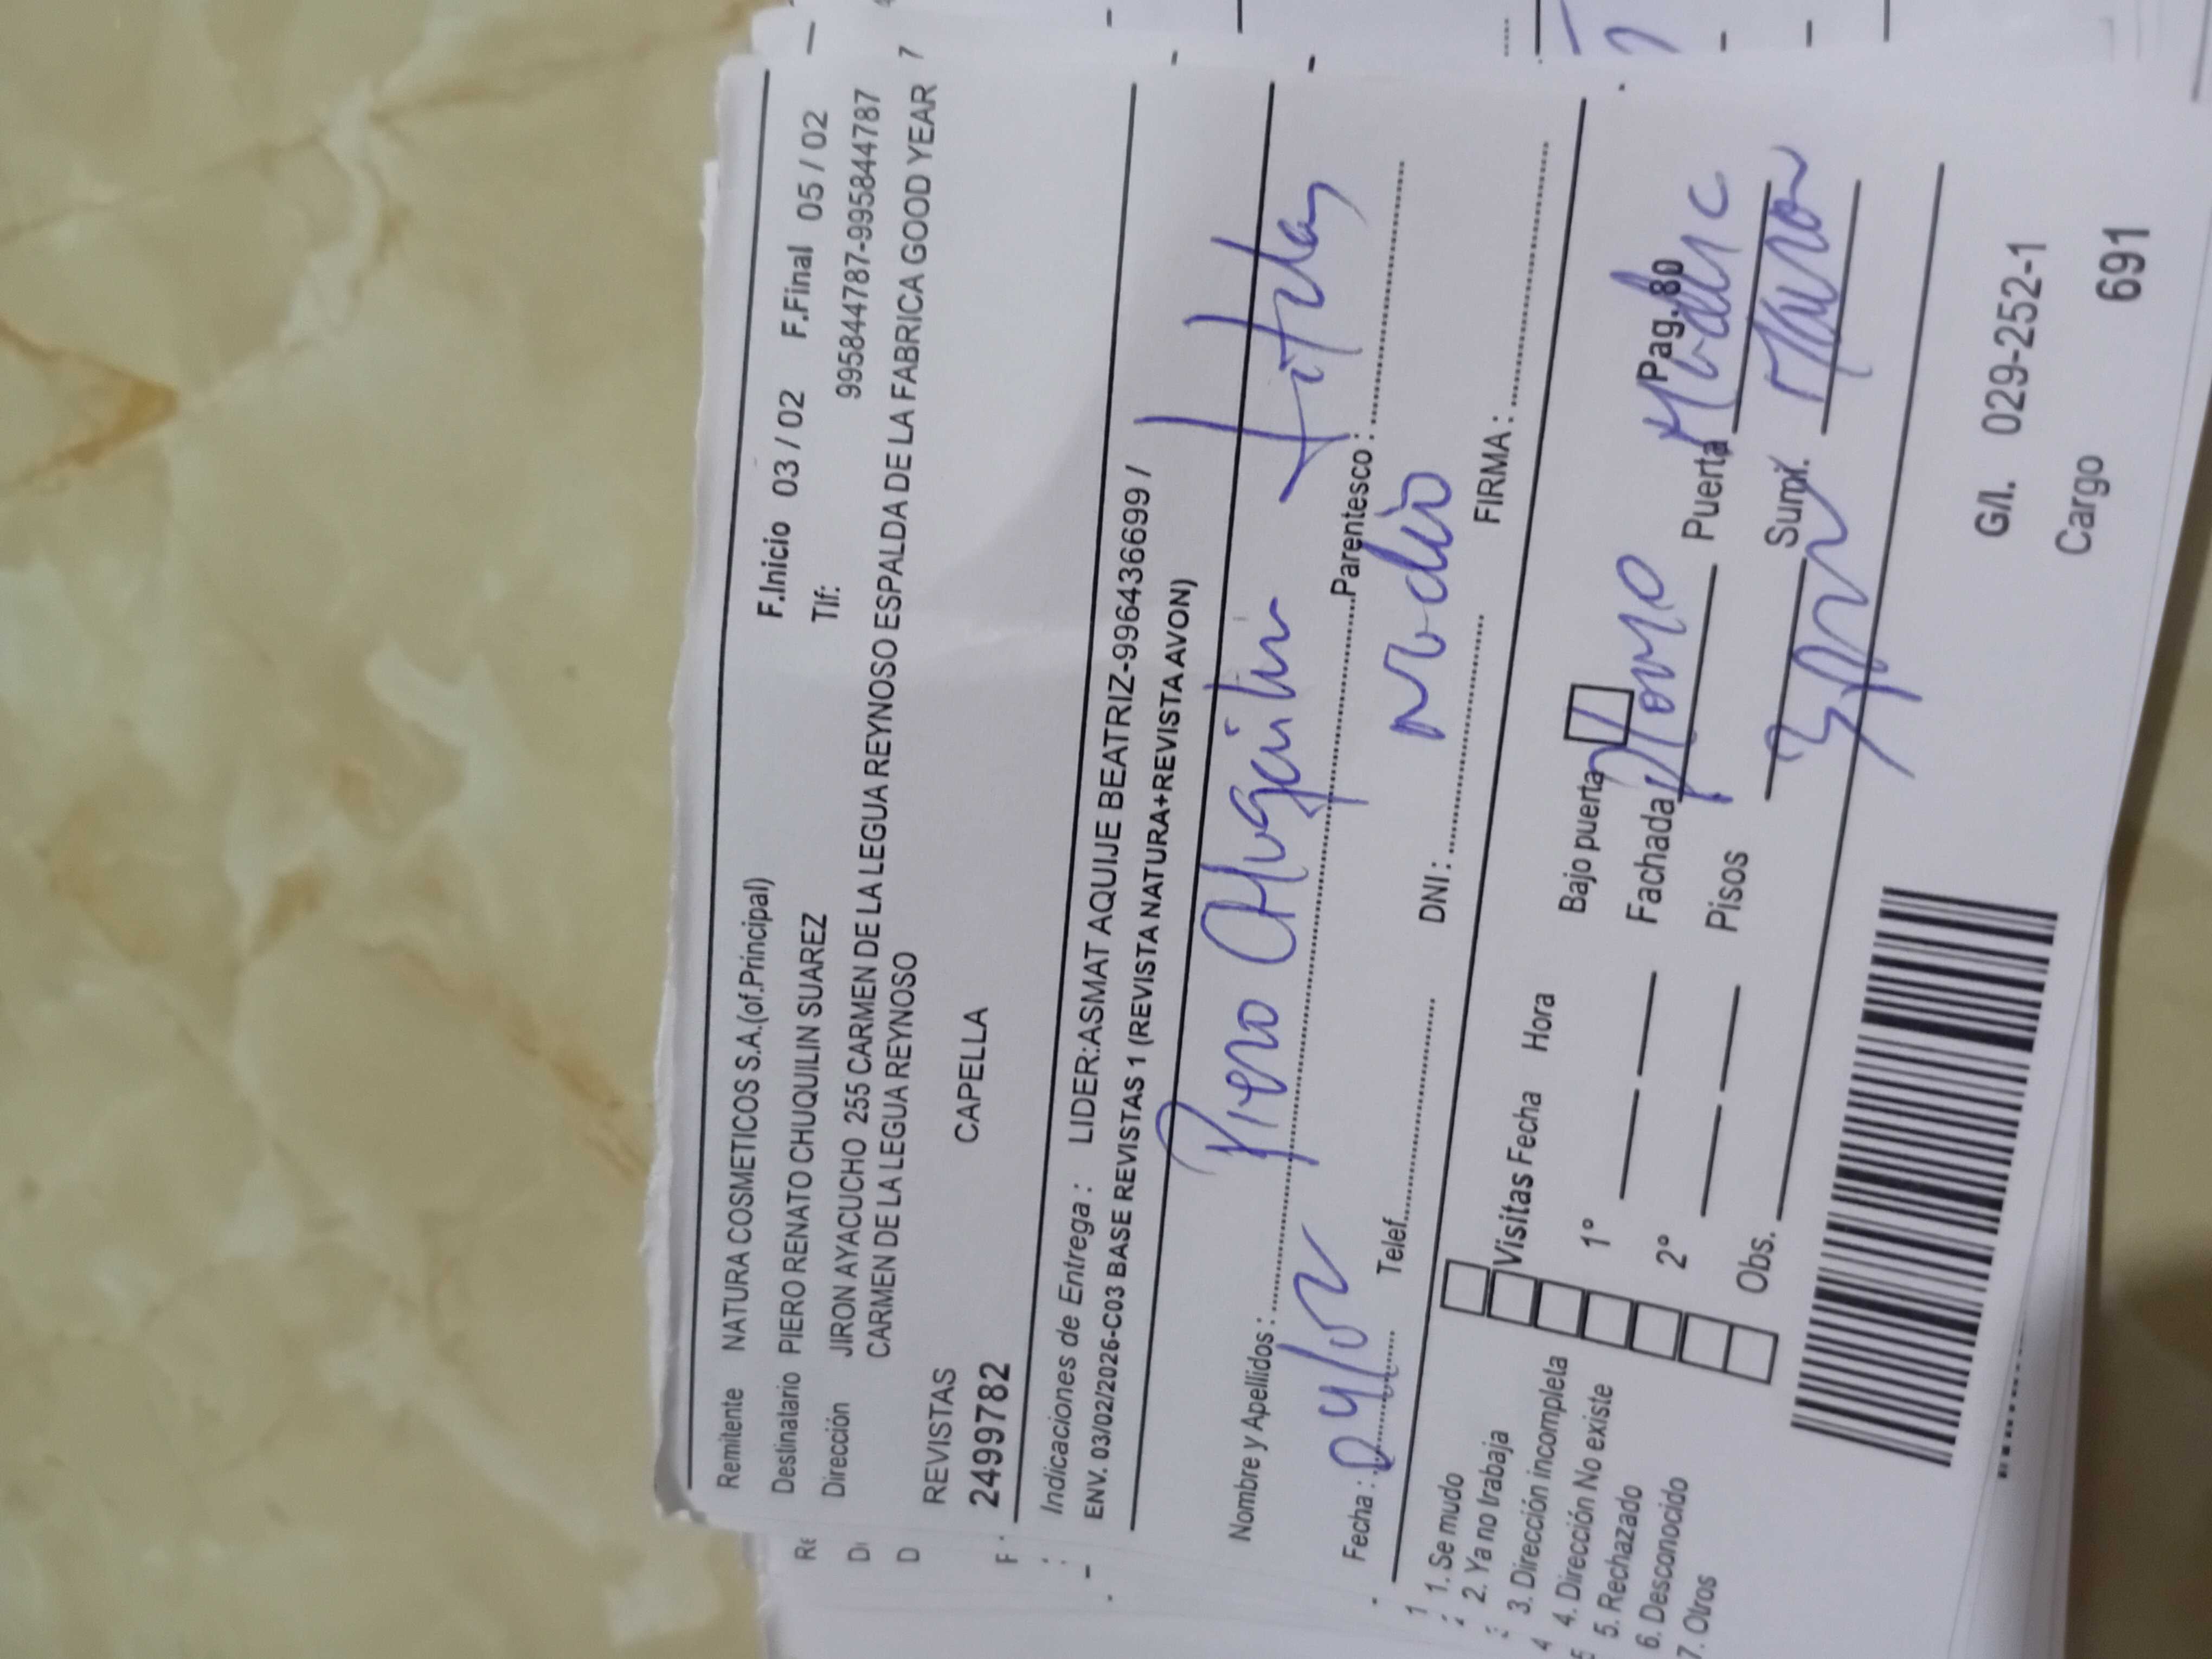 Remitente NATURA COSMETICOS S.A.(of.Principal) F.Inicio 03 / 02 F.Final 05 / 02
Destinatario PIERO RENATO CHUQUILIN SUAREZ Tlf: 995844787-995844787
Dirección JIRON AYACUCHO 255 CARMEN DE LA LEGUA REYNOSO ESPALDA DE LA FABRICA GOOD YEAR
CARMEN DE LA LEGUA REYNOSO
REVISTAS CAPELLA
2499782
Indicaciones de Entrega : LIDER:ASMAT AQUIJE BEATRIZ-996436699 /
ENV. 03/02/2026-C03 BASE REVISTAS 1 (REVISTA NATURA+REVISTA AVON)
Nombre y Apellidos : Piero Chuquilin
Parentesco :
Fecha : 04/02 Telef. DNI : FIRMA :
1. Se mudo
2. Ya no trabaja
3. Dirección incompleta
4. Dirección No existe
5. Rechazado
6. Desconocido
7. Otros
Visitas Fecha Hora
1°
2°
Obs.
Bajo puerta
Pag. 80
Fachada Puerta
Pisos Sumi.
G/I. 029-252-1
Cargo 691